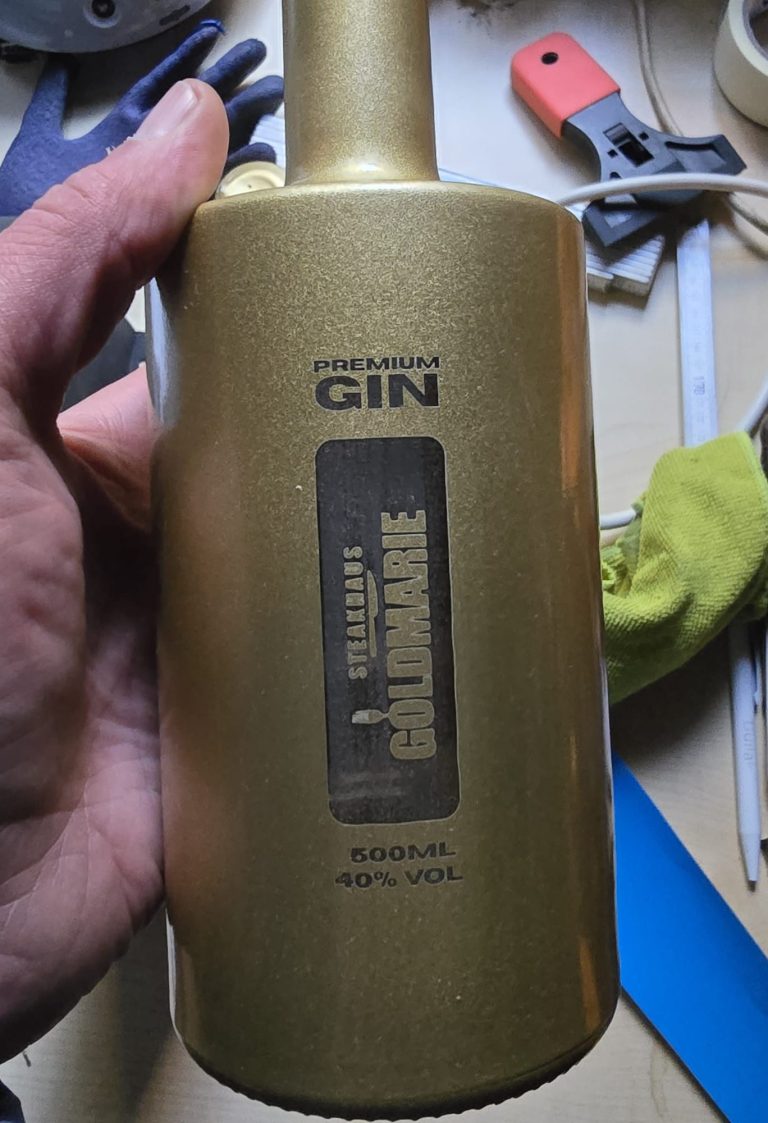 PREMIUM
GIN
STEAKHAUS
GOLDMARIE
500ML
40% VOL